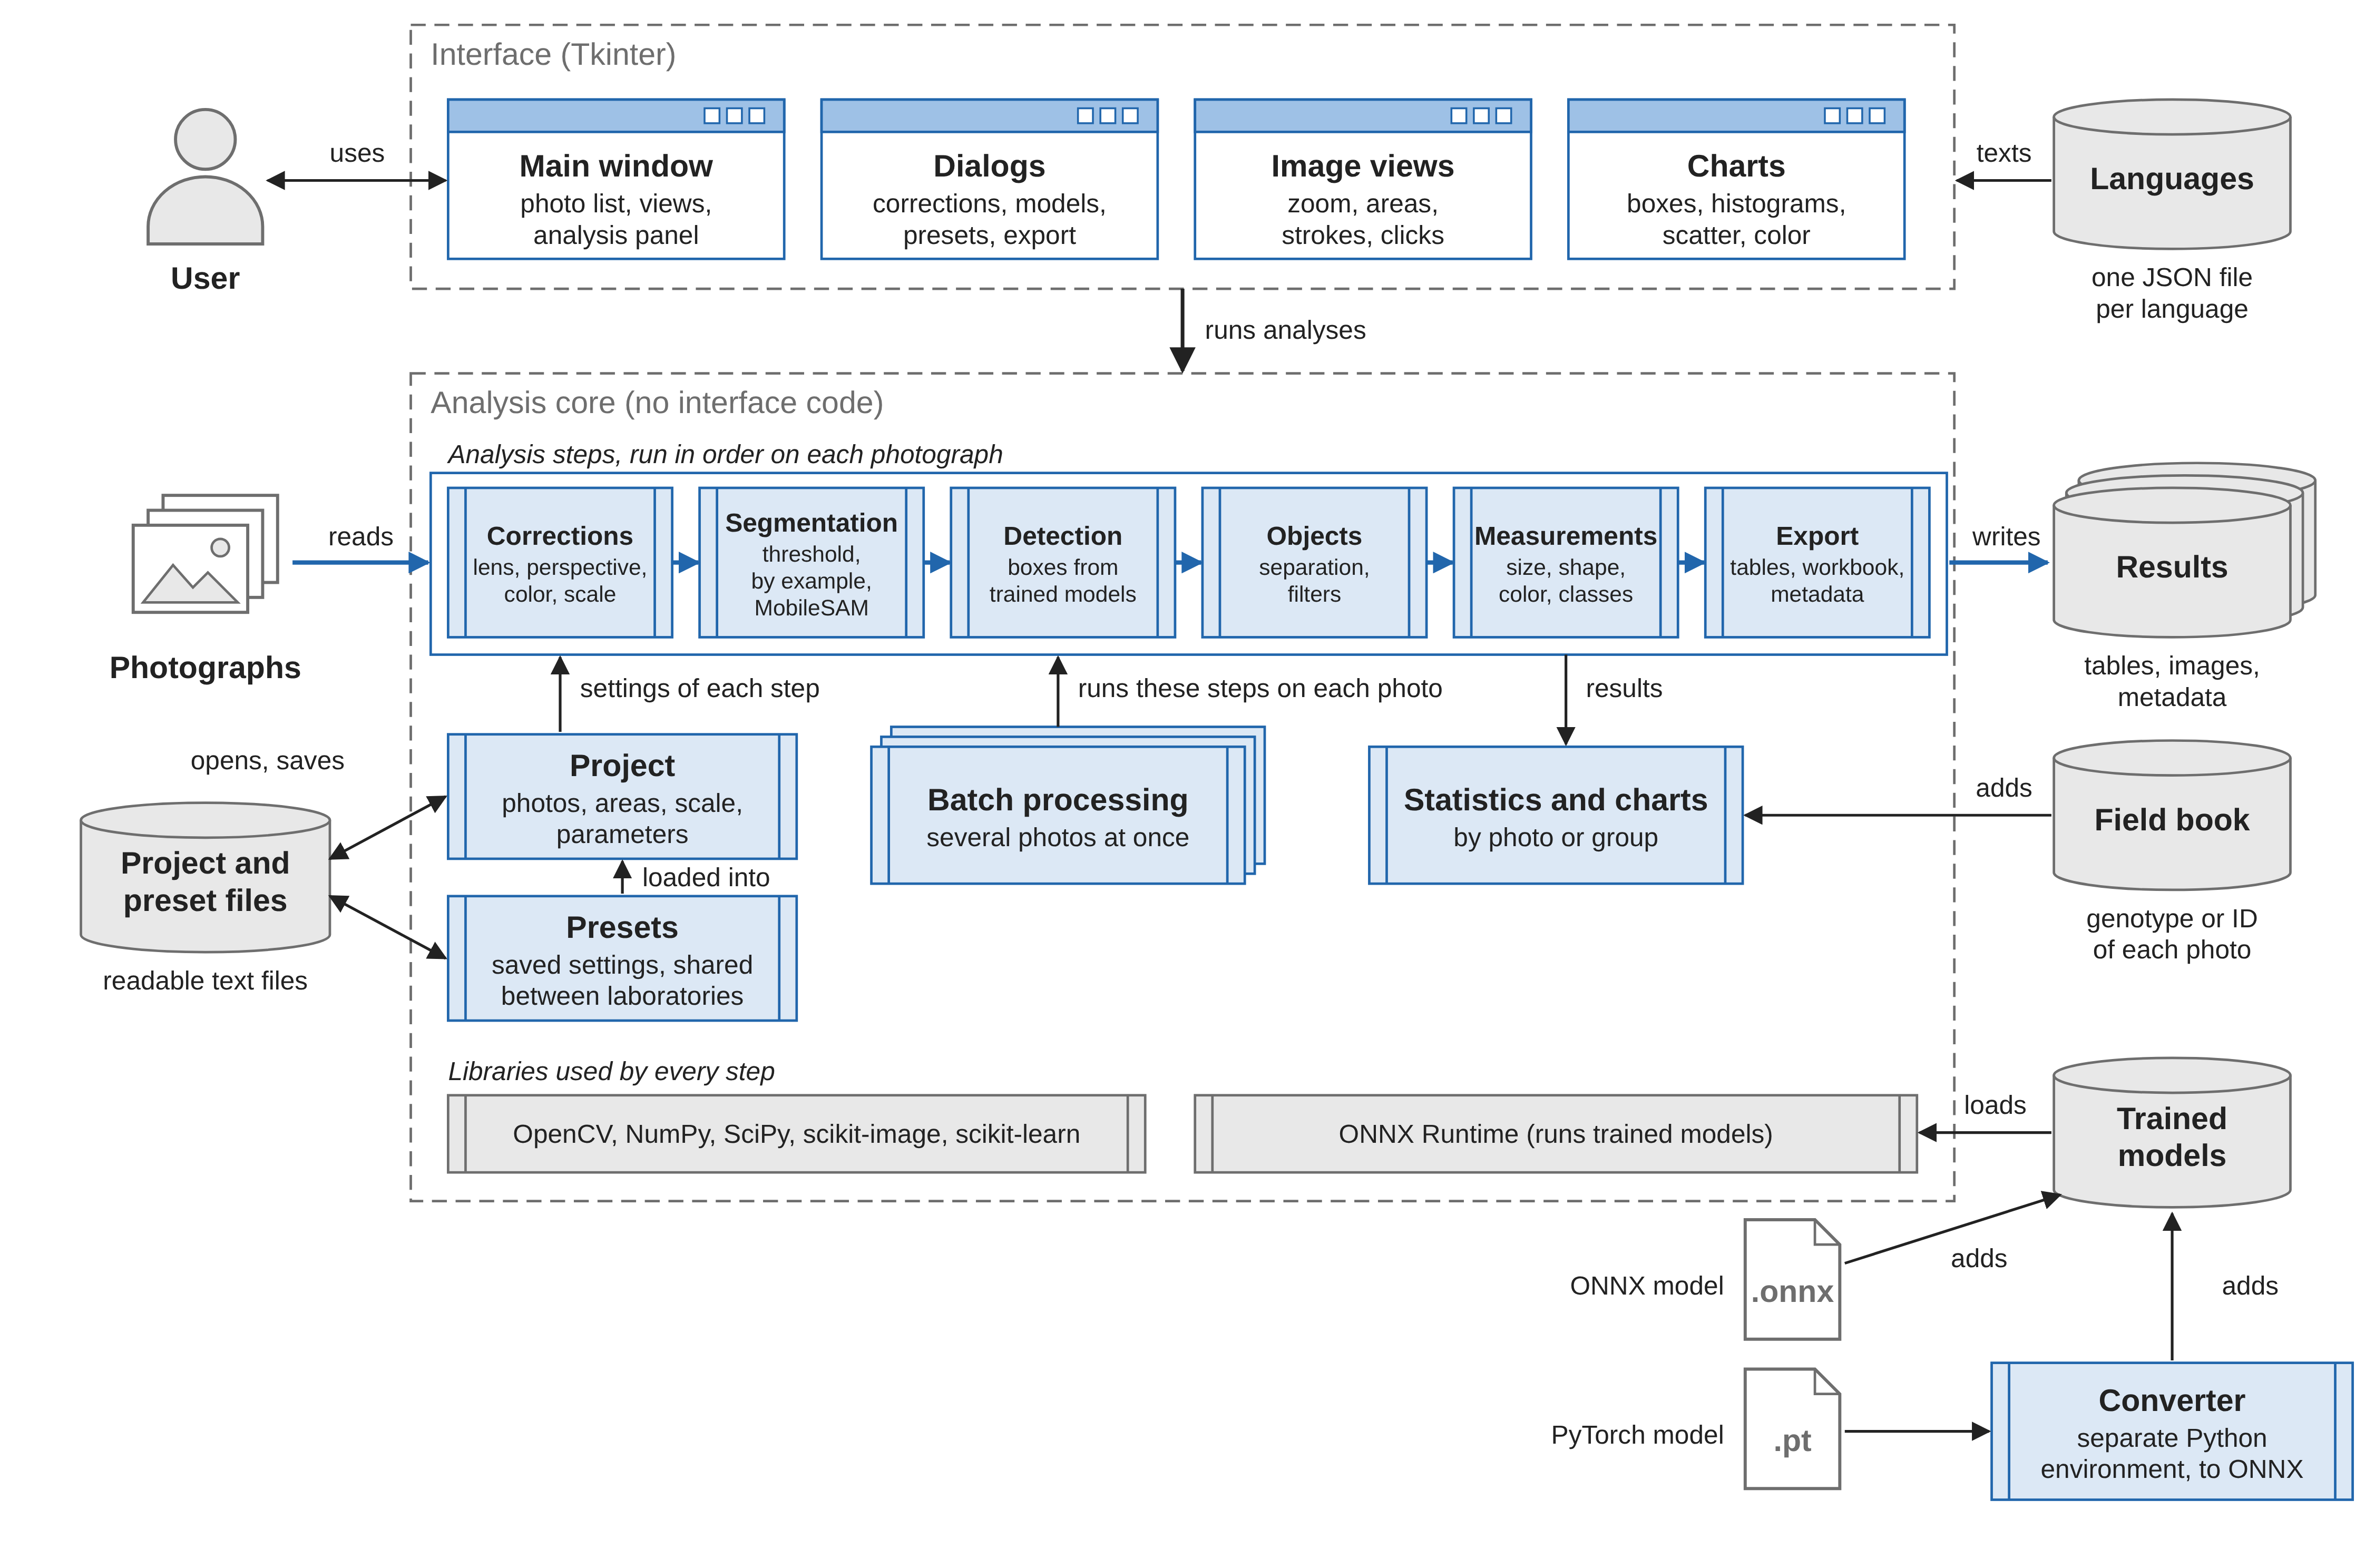 Interface (Tkinter)
uses
Main window
photo list, views,
analysis panel
Dialogs
corrections, models,
presets, export
Image views
zoom, areas,
strokes, clicks
Charts
boxes, histograms,
scatter, color
texts
Languages
one JSON file
per language
User
runs analyses
Analysis core (no interface code)
Analysis steps, run in order on each photograph
Photographs
reads
Corrections
lens, perspective,
color, scale
Segmentation
threshold,
by example,
MobileSAM
Detection
boxes from
trained models
Objects
separation,
filters
Measurements
size, shape,
color, classes
Export
tables, workbook,
metadata
writes
Results
tables, images,
metadata
settings of each step
runs these steps on each photo
results
opens, saves
Project and
preset files
readable text files
Project
photos, areas, scale,
parameters
loaded into
Presets
saved settings, shared
between laboratories
Batch processing
several photos at once
Statistics and charts
by photo or group
adds
Field book
genotype or ID
of each photo
Libraries used by every step
OpenCV, NumPy, SciPy, scikit-image, scikit-learn
ONNX Runtime (runs trained models)
loads
Trained
models
ONNX model
.onnx
adds
adds
PyTorch model
.pt
Converter
separate Python
environment, to ONNX